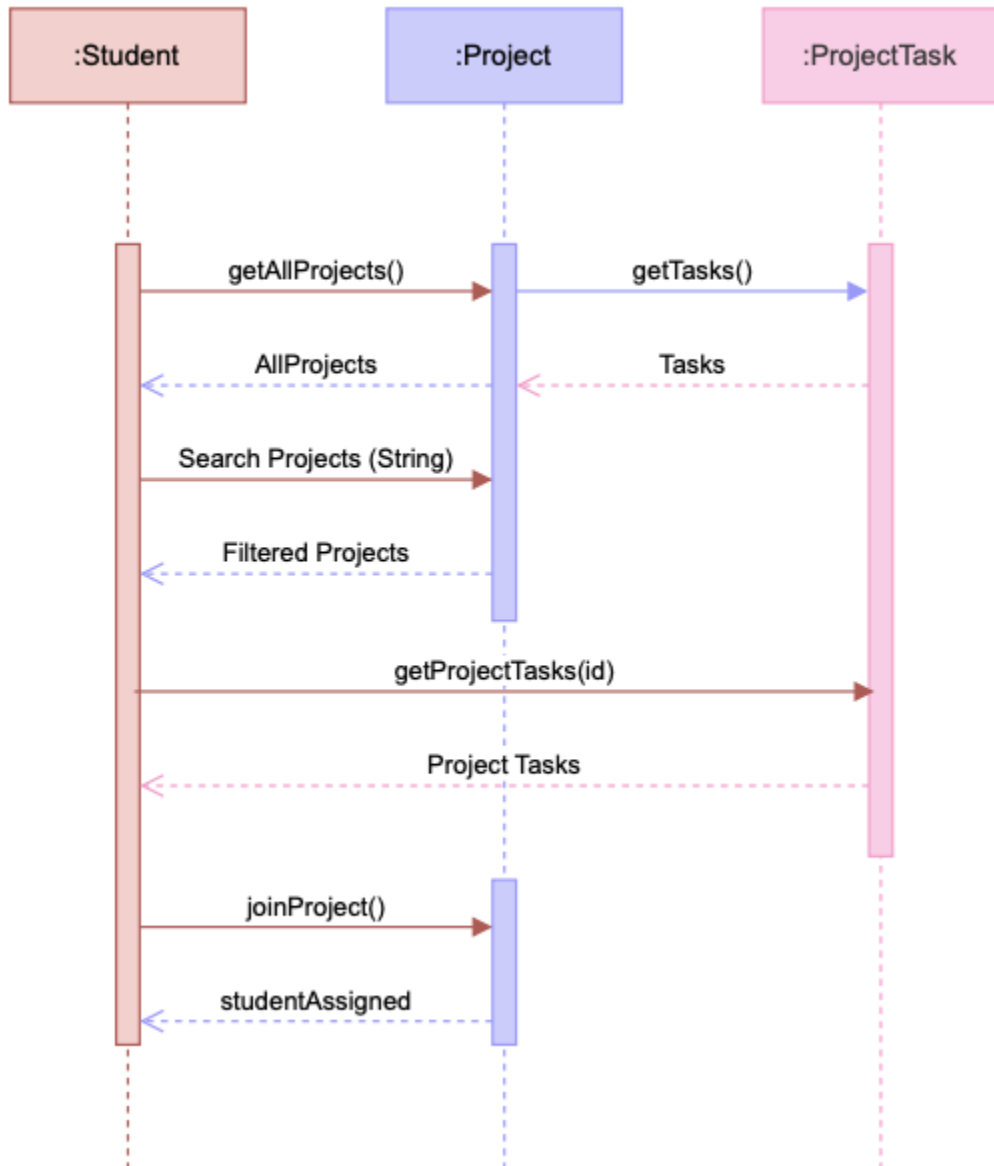 :Student
:Project
:ProjectTask
getAllProjects()
getTasks()
AllProjects
Tasks
Search Projects (String)
Filtered Projects
getProjectTasks(id)
Project Tasks
joinProject()
studentAssigned